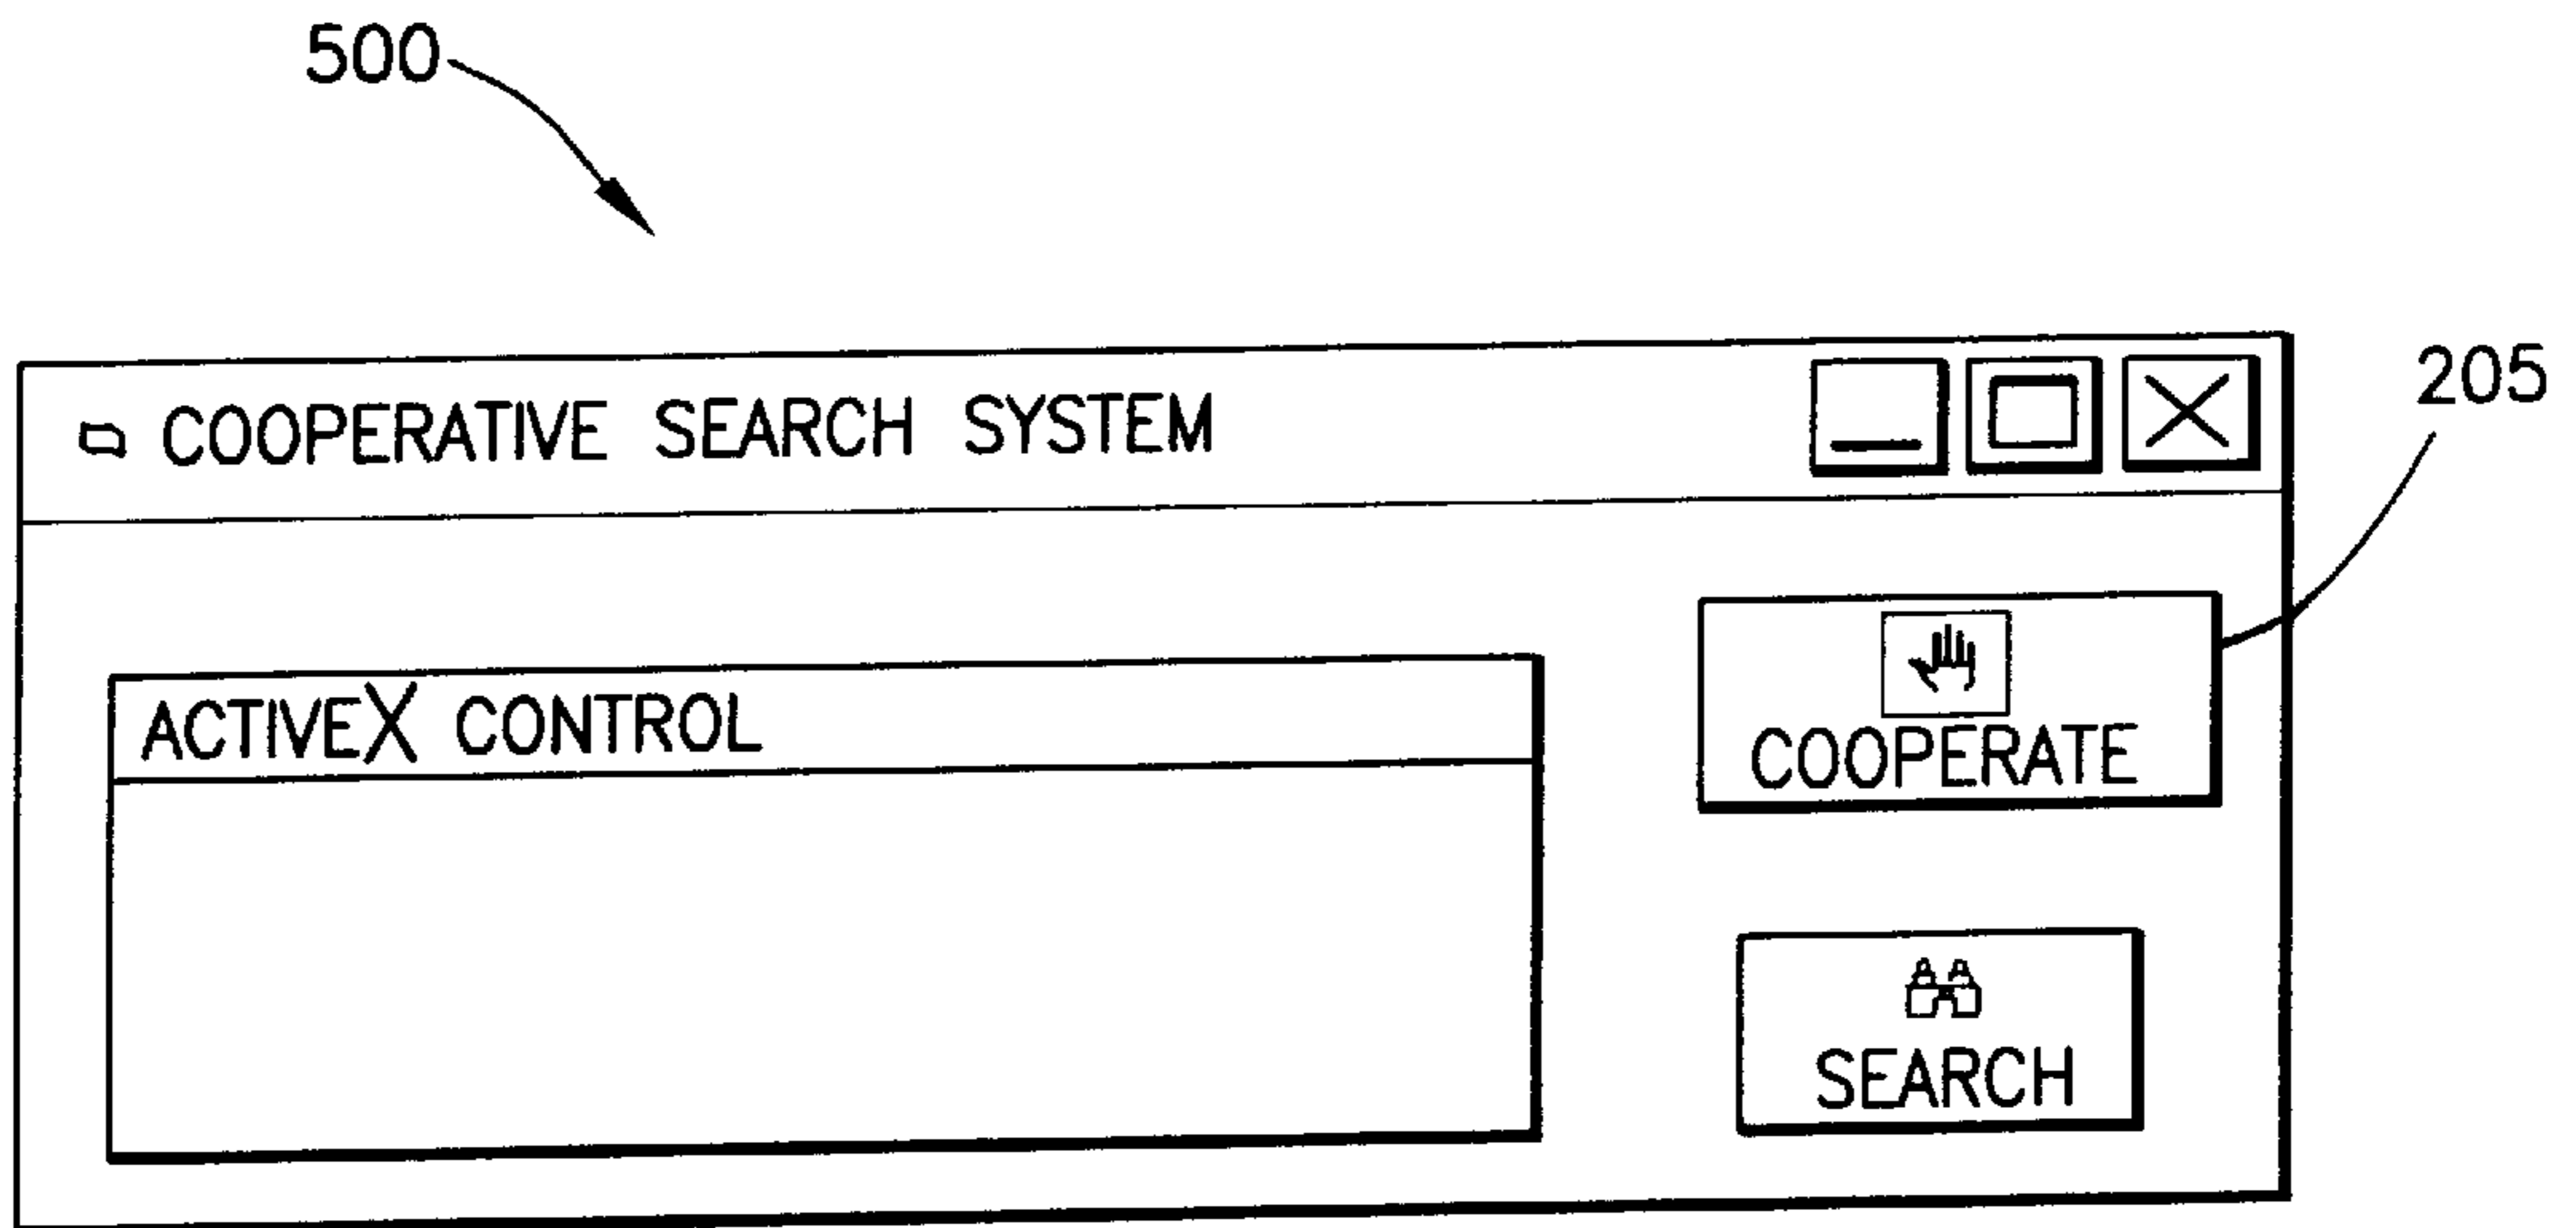 500
205
COOPERATIVE SEARCH SYSTEM
ACTIVEX CONTROL
COOPERATE
SEARCH